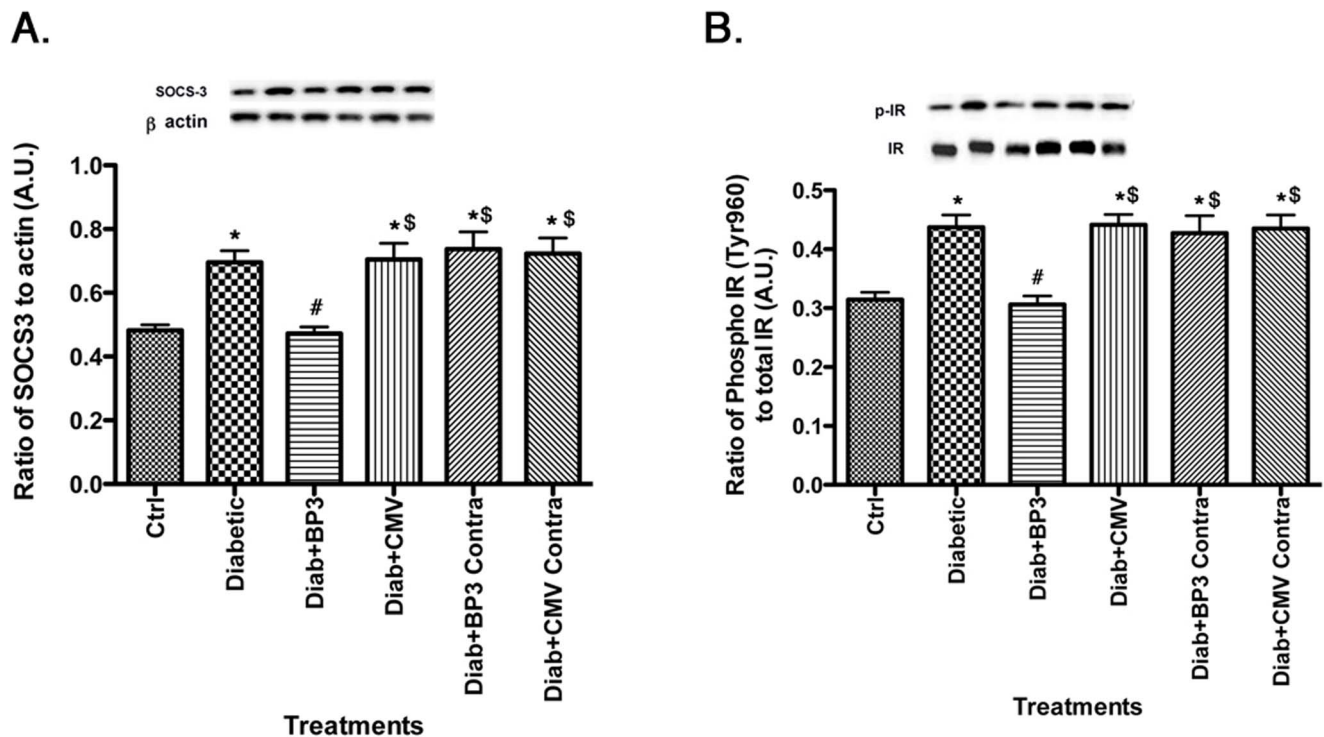 A.
SOCS-3
β actin
Ratio of SOCS3 to actin (A.U.)
1.0
0.8
0.6
0.4
0.2
0.0
*
#
*$
*$
*$
Ctrl
Diabetic
Diab+BP3
Diab+CMV
Diab+BP3 Contra
Diab+CMV Contra
Treatments
B.
p-IR
IR
Ratio of Phospho IR (Tyr960)
to total IR (A.U.)
0.5
0.4
0.3
0.2
0.1
0.0
*
#
*$
*$
*$
Ctrl
Diabetic
Diab+BP3
Diab+CMV
Diab+BP3 Contra
Diab+CMV Contra
Treatments